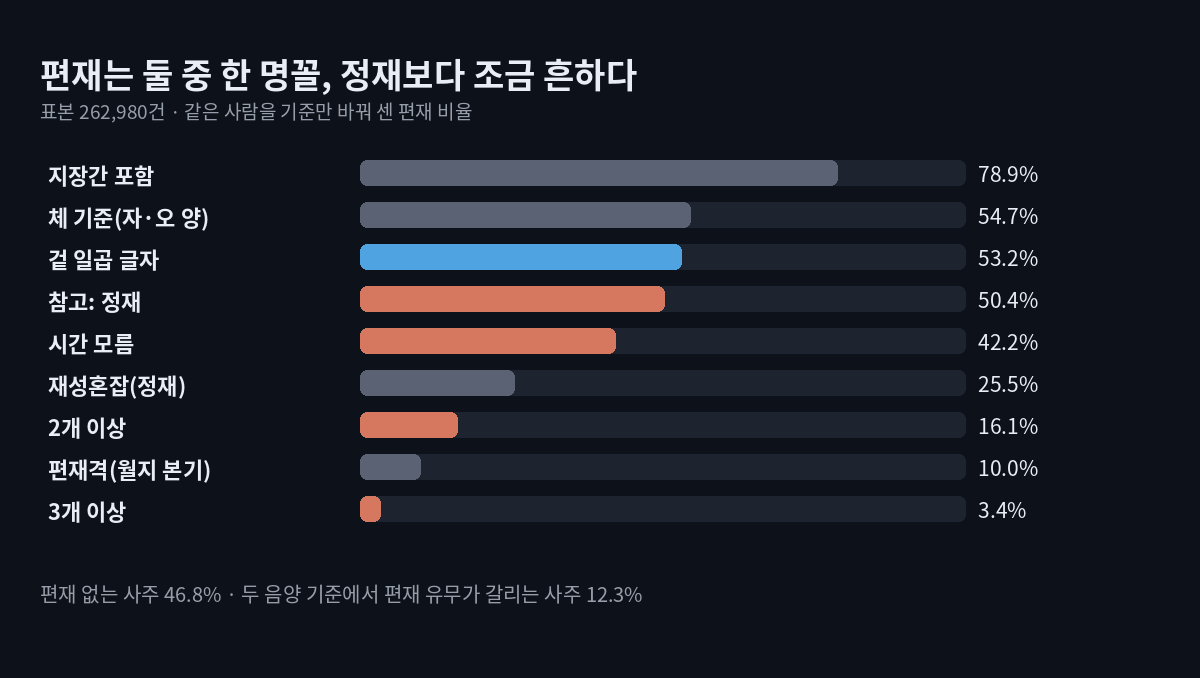 편재는 둘 중 한 명꼴, 정재보다 조금 흔하다
표본 262,980건 · 같은 사람을 기준만 바꿔 센 편재 비율
지장간 포함 78.9%
체 기준(자·오 양) 54.7%
겉 일곱 글자 53.2%
참고: 정재 50.4%
시간 모름 42.2%
재성혼잡(정재) 25.5%
2개 이상 16.1%
편재격(월지 본기) 10.0%
3개 이상 3.4%
편재 없는 사주 46.8% · 두 음양 기준에서 편재 유무가 갈리는 사주 12.3%